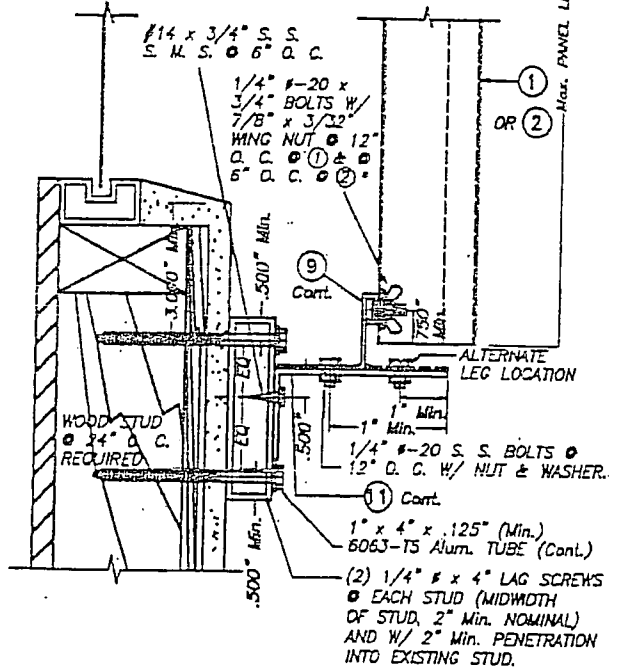 #14 x 3/4" S. S.
S. M. S. @ 6" O. C.
1/4" ø-20 x
3/4" BOLTS W/
7/8" x 3/32"
WING NUT @ 12"
O. C. @ ① & @
6" O. C. @ ② *
①
OR ②
Max. PANEL
⑨
Cont.
3.000" Min.
.500" Min.
.750"
Min.
ALTERNATE
LEG LOCATION
EQ
EQ
WOOD STUD
@ 24" O. C.
REQUIRED
.500"
1" Min.
1" Min.
1/4" ø-20 S. S. BOLTS @
12" O. C. W/ NUT & WASHER.
⑪ Cont.
.500" Min.
1" x 4" x .125" (Min.)
6063-T5 Alum. TUBE (Cont.)
(2) 1/4" ø x 4" LAG SCREWS
@ EACH STUD (MIDWIDTH
OF STUD, 2" Min. NOMINAL)
AND W/ 2" Min. PENETRATION
INTO EXISTING STUD.